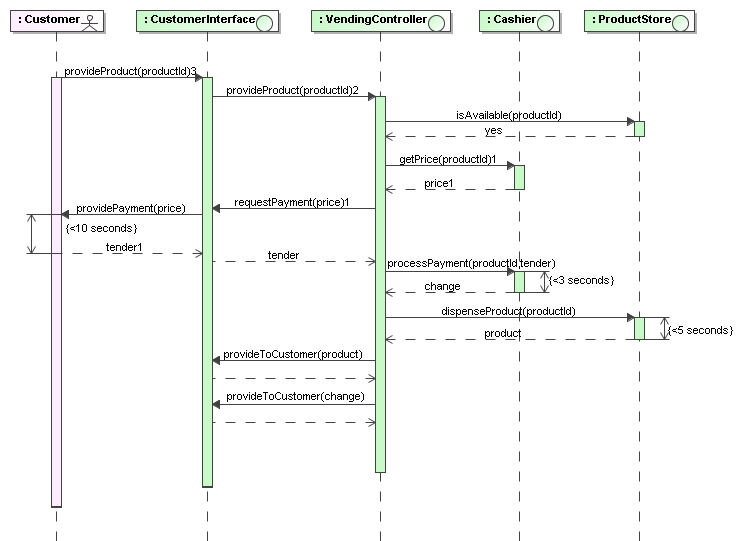 : Customer
: CustomerInterface
: VendingController
: Cashier
: ProductStore
provideProduct(productId)3
provideProduct(productId)2
isAvailable(productId)
yes
getPrice(productId)1
price1
requestPayment(price)1
providePayment(price)
{<10 seconds}
tender1
tender
processPayment(productId,tender)
{<3 seconds}
change
dispenseProduct(productId)
{<5 seconds}
product
provideToCustomer(product)
provideToCustomer(change)